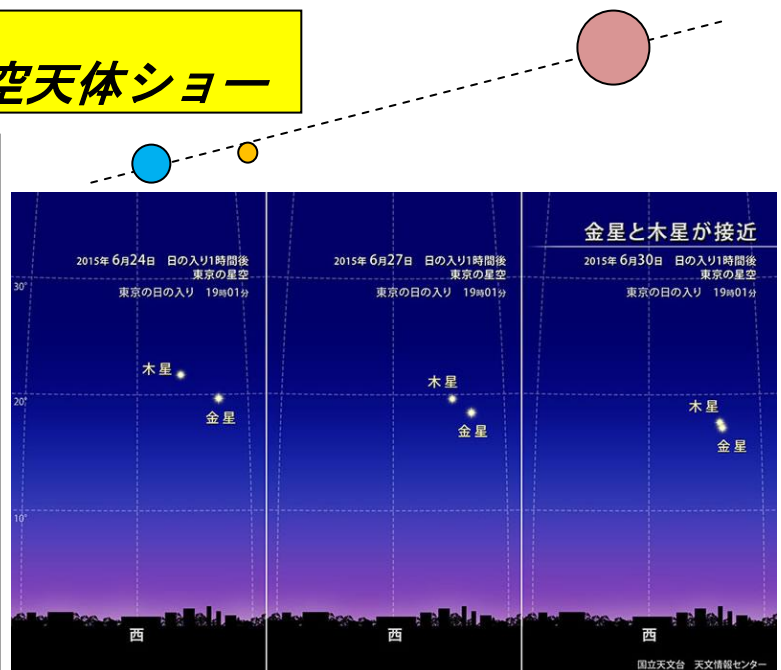 空天体ショー
2015年 6月24日 日の入り1時間後
東京の星空
東京の日の入り 19時01分
30°
木星
20°
金星
10°
西
2015年 6月27日 日の入り1時間後
東京の星空
東京の日の入り 19時01分
木星
金星
西
金星と木星が接近
2015年 6月30日 日の入り1時間後
東京の星空
東京の日の入り 19時01分
木星
金星
西
国立天文台 天文情報センター